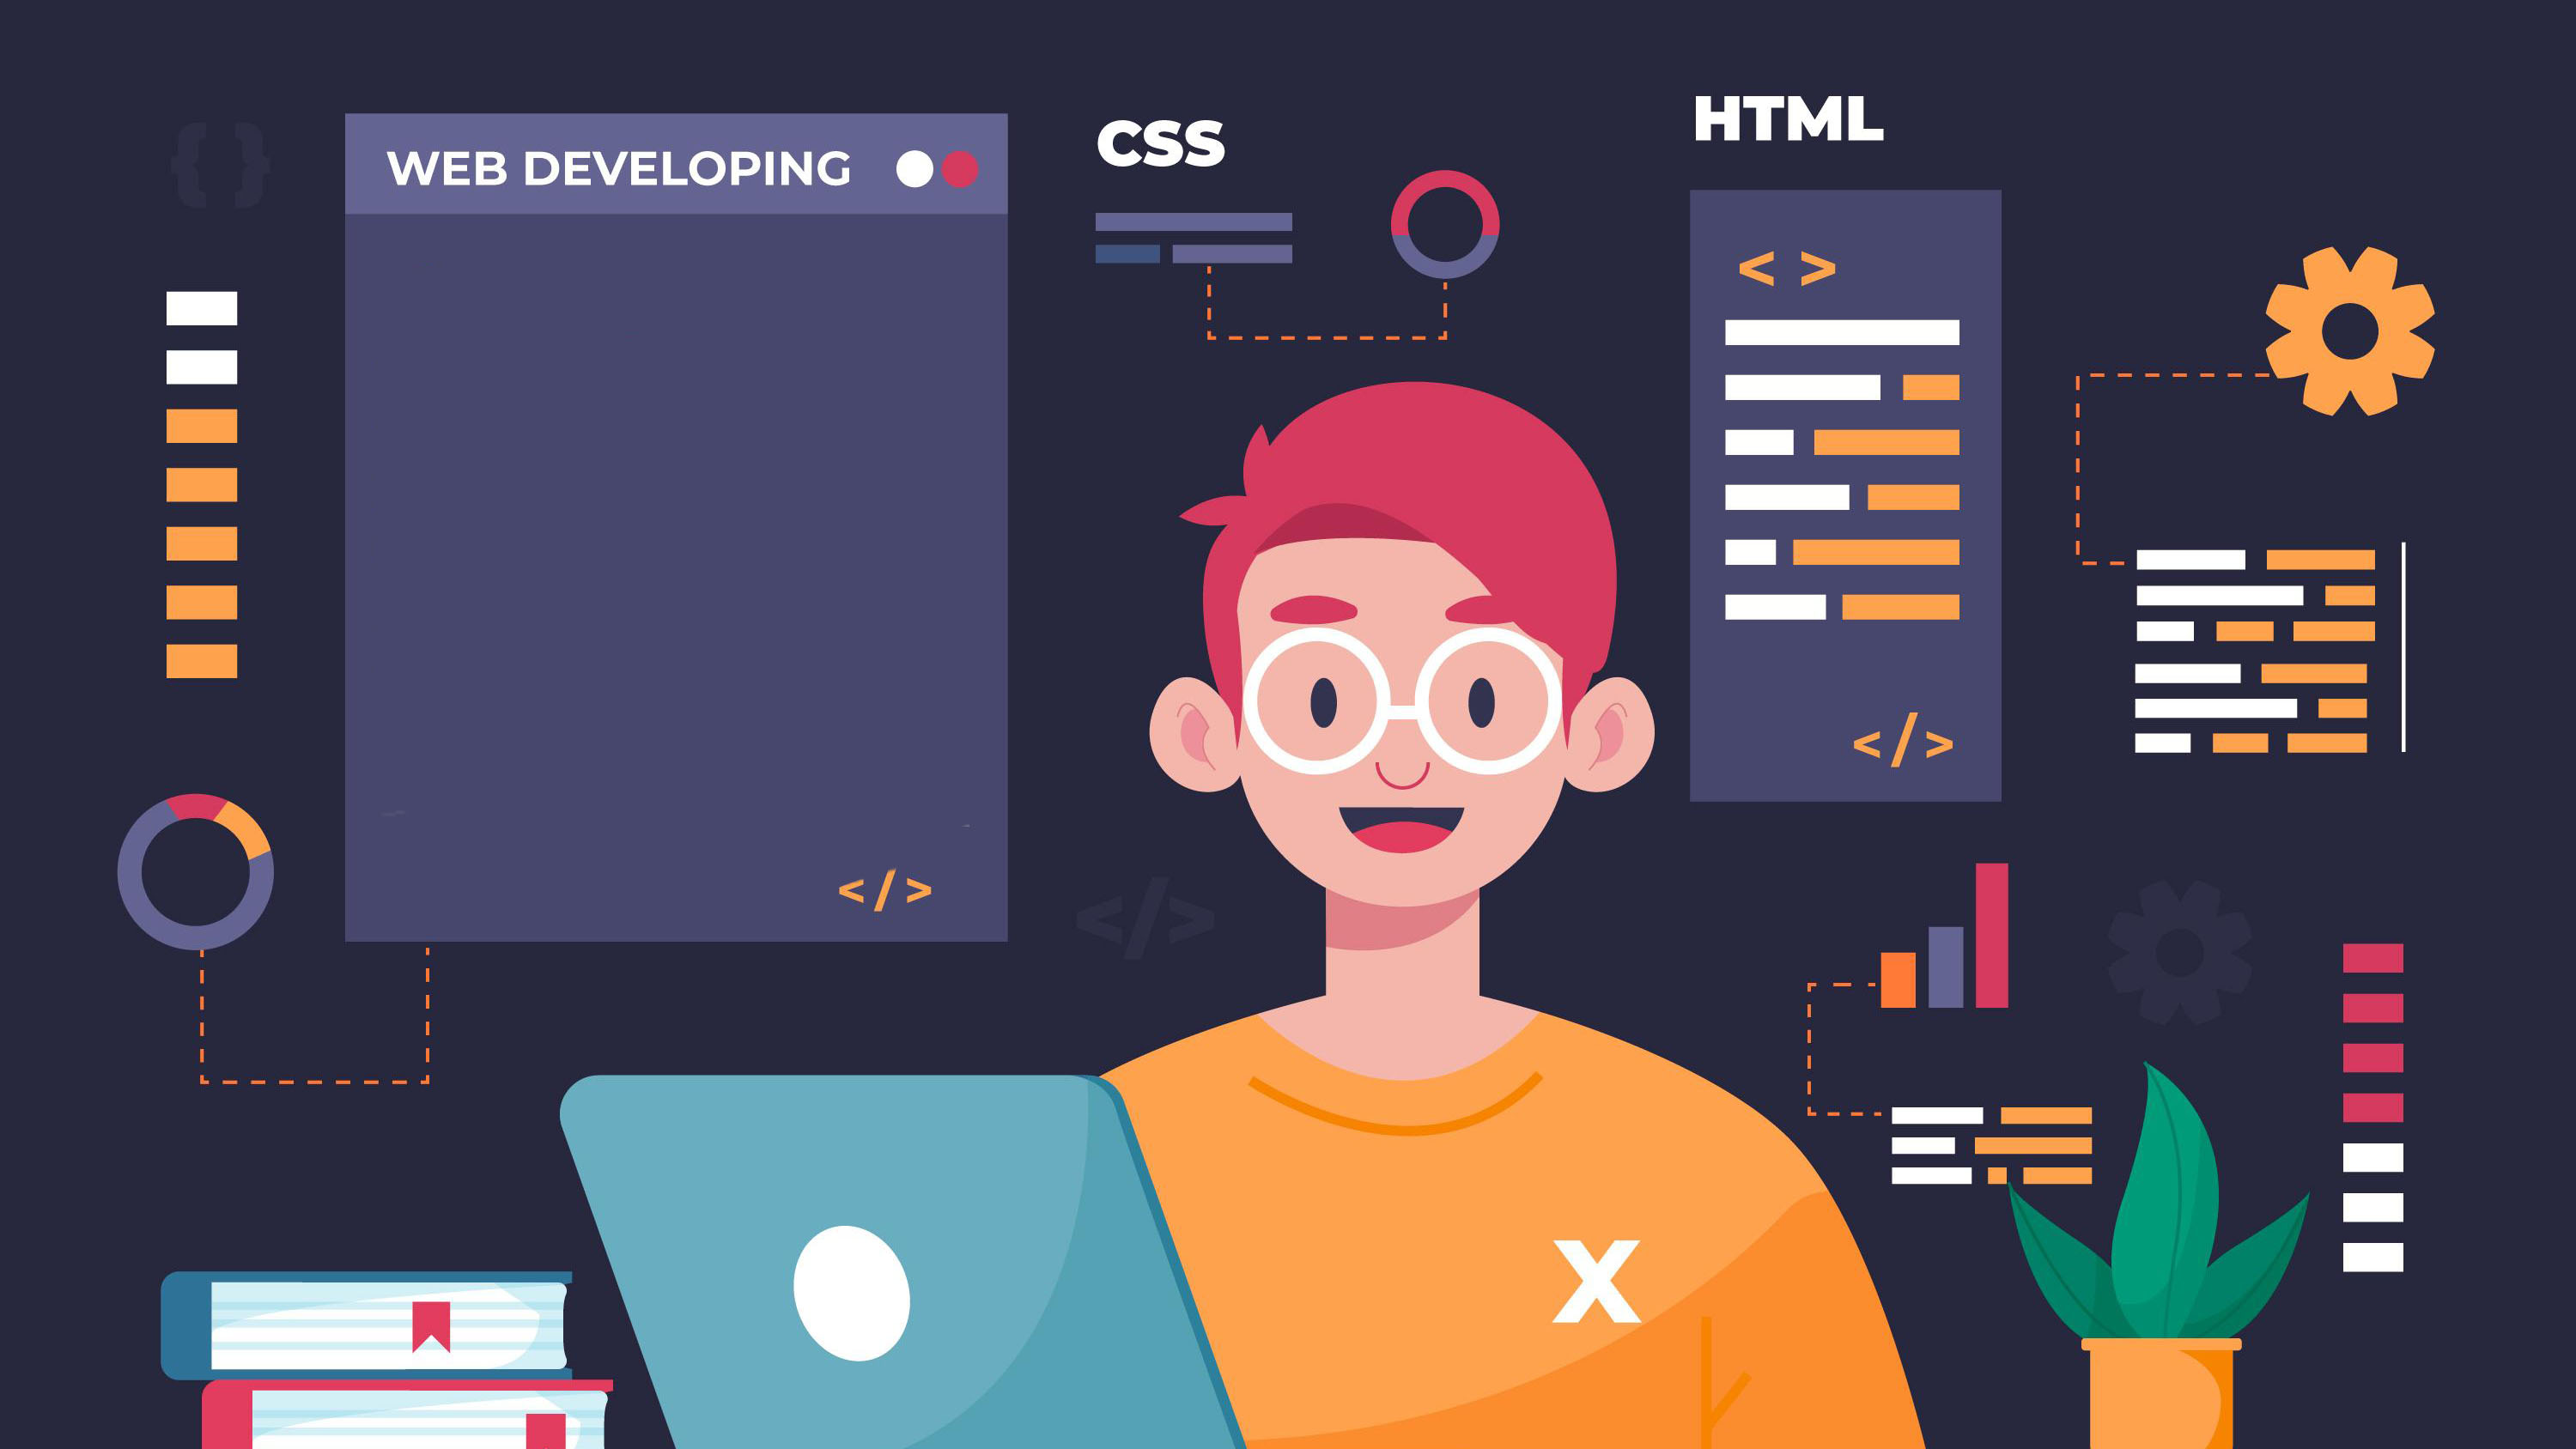 { }
WEB DEVELOPING
CSS
HTML
< >
</>
</>
</>
X